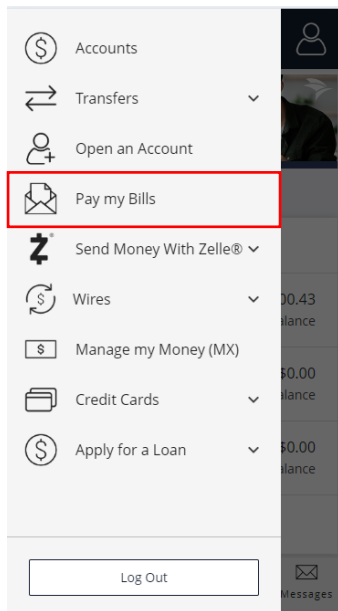 Accounts
Transfers
Open an Account
Pay my Bills
Send Money With Zelle®
Wires
00.43
alance
Manage my Money (MX)
$0.00
Credit Cards
alance
Apply for a Loan
$0.00
alance
Log Out
Messages